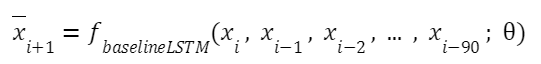 x̅ᵢ₊₁ = f_baselineLSTM(xᵢ, xᵢ₋₁, xᵢ₋₂, ..., xᵢ₋₉₀; θ)